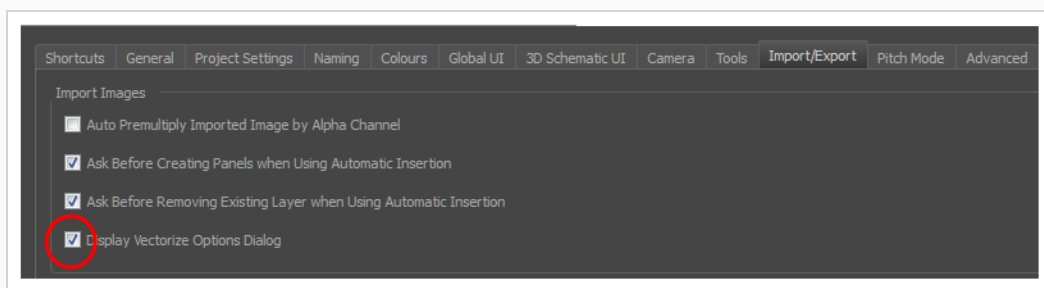 Shortcuts General Project Settings Naming Colours Global UI 3D Schematic UI Camera Tools Import/Export Pitch Mode Advanced
Import Images
Auto Premultiply Imported Image by Alpha Channel
Ask Before Creating Panels when Using Automatic Insertion
Ask Before Removing Existing Layer when Using Automatic Insertion
Display Vectorize Options Dialog